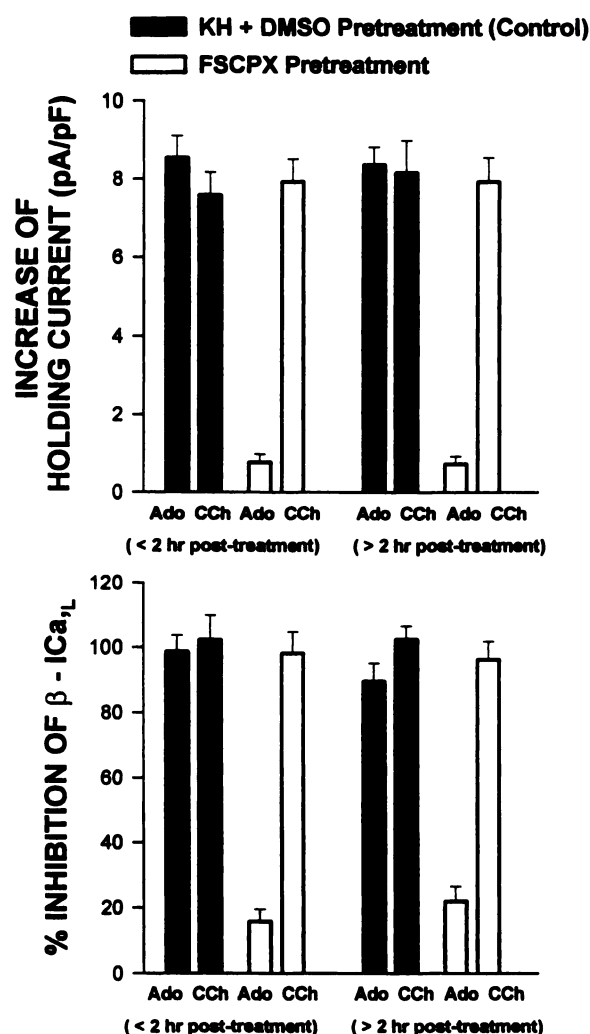 KH + DMSO Pretreatment (Control)
FSCPX Pretreatment
INCREASE OF
HOLDING CURRENT (pA/pF)
10
8
6
4
2
0
Ado CCh Ado CCh Ado CCh Ado CCh
( < 2 hr post-treatment) ( > 2 hr post-treatment)
% INHIBITION OF β - ICa,L
120
100
80
60
40
20
0
Ado CCh Ado CCh Ado CCh Ado CCh
( < 2 hr post-treatment) ( > 2 hr post-treatment)